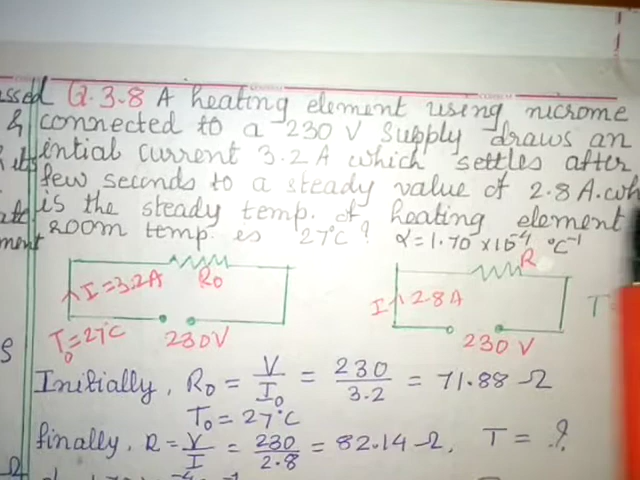 assed Q.3.8 A heating element using nicrome
& connected to a 230 V Supply draws an
its intial current 3.2 A which settles after
few seconds to a steady value of 2.8 A. wh
is the steady temp. of heating element
room temp. is 27°C? α = 1.70 × 10⁻⁴ °C⁻¹
ment
I = 3.2A R₀ I 2.8 A R T
T₀ = 27°C 230V 230 V
S
Initially, R₀ = V/I₀ = 230/3.2 = 71.88 Ω
T₀ = 27°C
finally, R = V/I = 230/2.8 = 82.14 Ω, T = ?
Ω